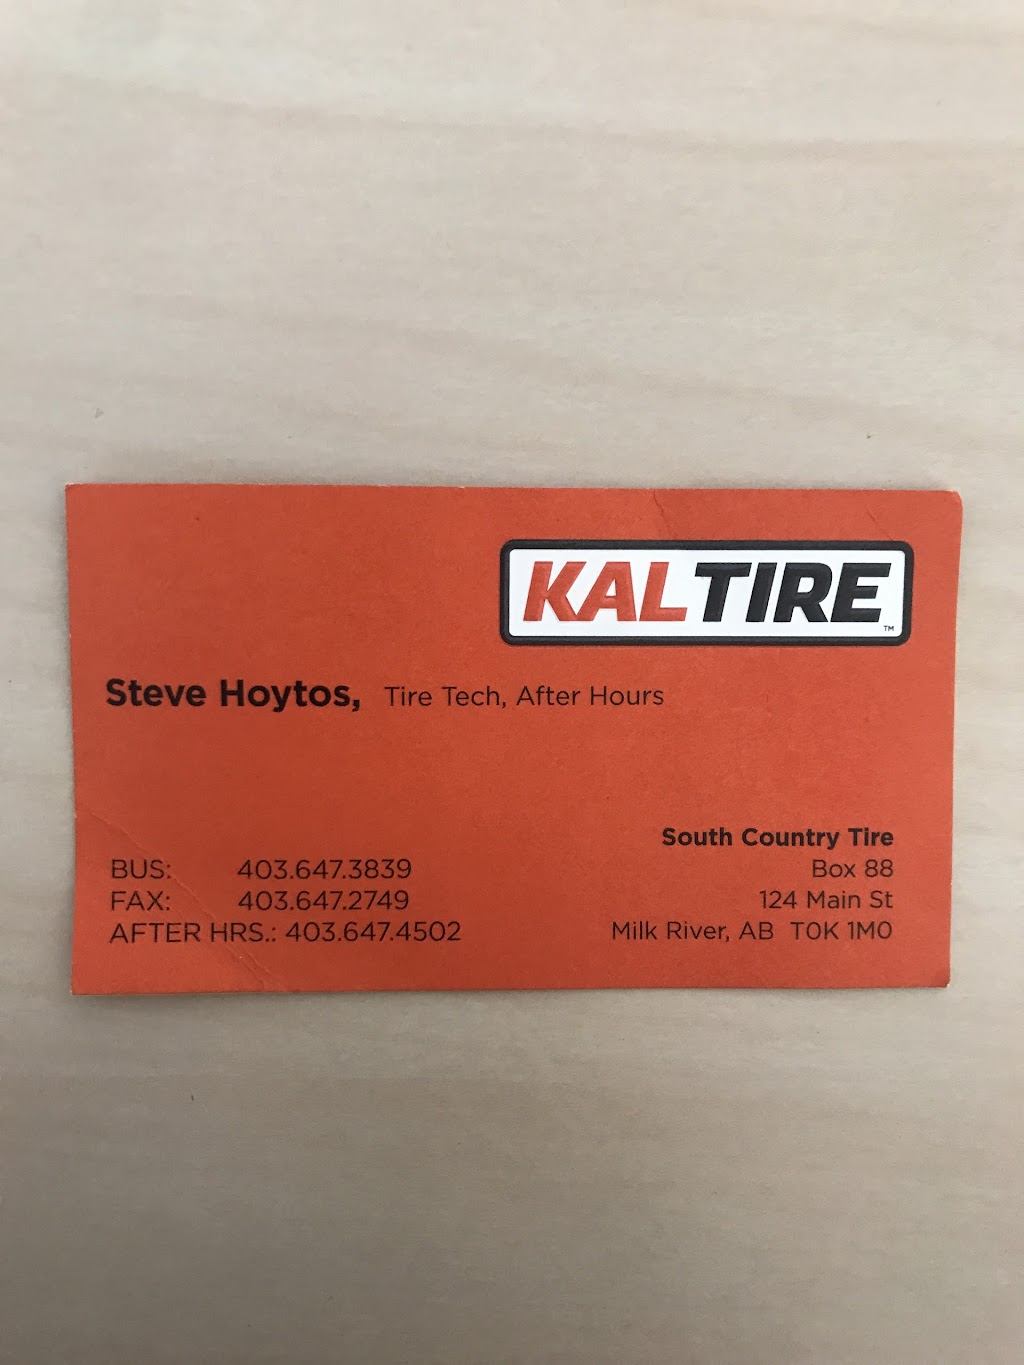 KALTIRE
TM
Steve Hoytos, Tire Tech, After Hours
BUS: 403.647.3839
FAX: 403.647.2749
AFTER HRS.: 403.647.4502
South Country Tire
Box 88
124 Main St
Milk River, AB T0K 1M0